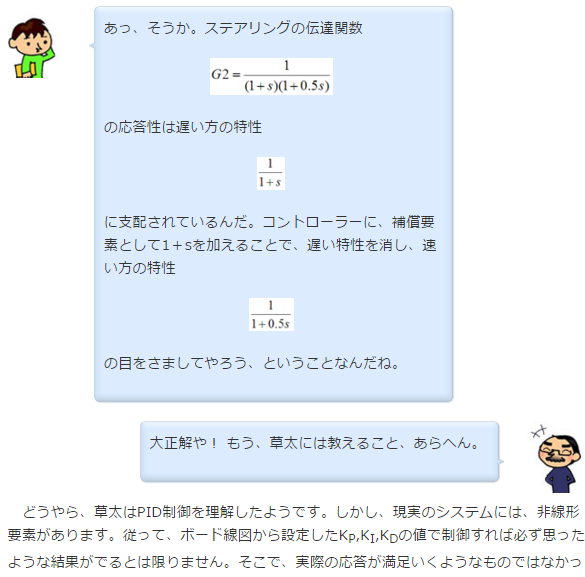 あっ、そうか。ステアリングの伝達関数
G2 = 1 / (1+s)(1+0.5s)
の応答性は遅い方の特性
1 / 1+s
に支配されているんだ。コントローラーに、補償要
素として1+sを加えることで、遅い特性を消し、速
い方の特性
1 / 1+0.5s
の目をさましてやろう、ということなんだね。
大正解や！ もう、草太には教えること、あらへん。
どうやら、草太はPID制御を理解したようです。しかし、現実のシステムには、非線形
要素があります。従って、ボード線図から設定したKP,KI,KDの値で制御すれば必ず思った
ような結果がでるとは限りません。そこで、実際の応答が満足いくようなものではなかっ